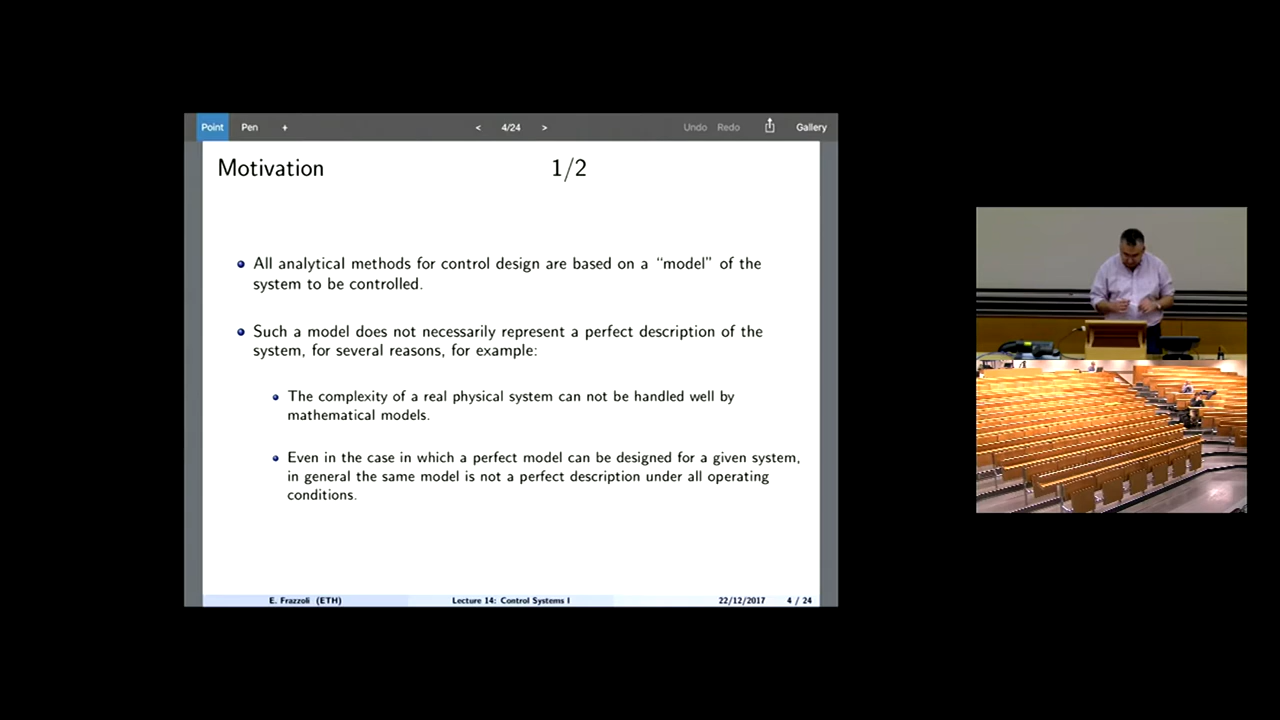 Point Pen + < 4/24 > Undo Redo Gallery
Motivation 1/2
All analytical methods for control design are based on a “model” of the
system to be controlled.
Such a model does not necessarily represent a perfect description of the
system, for several reasons, for example:
The complexity of a real physical system can not be handled well by
mathematical models.
Even in the case in which a perfect model can be designed for a given system,
in general the same model is not a perfect description under all operating
conditions.
E. Frazzoli (ETH) Lecture 14: Control Systems I 22/12/2017 4 / 24